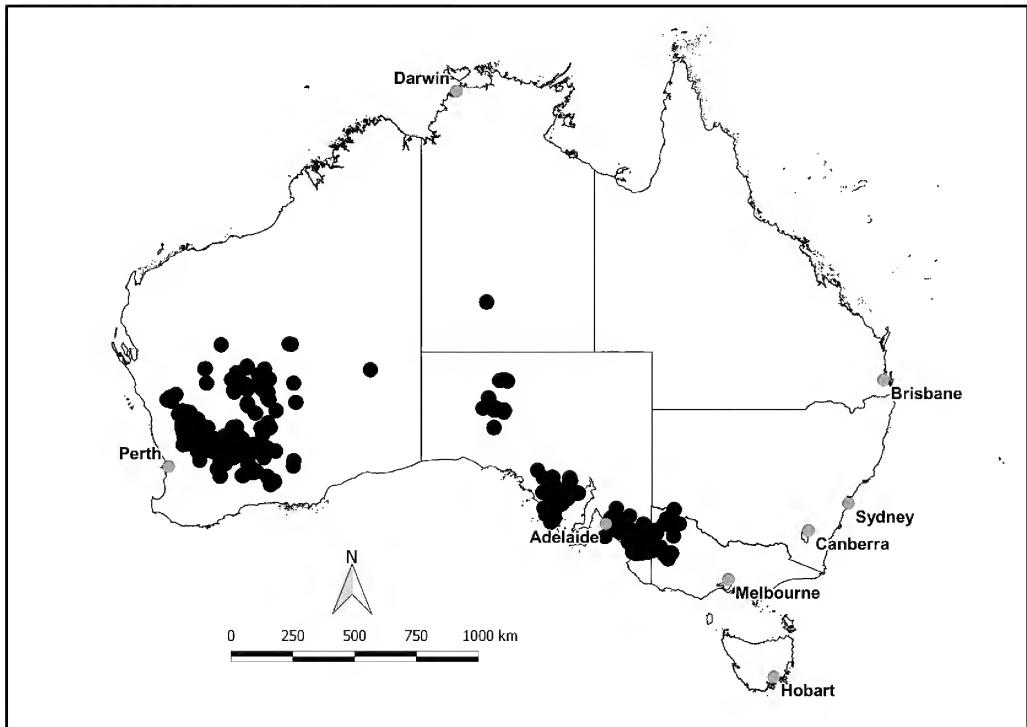 Darwin
Brisbane
Perth
Sydney
Adelaide
Canberra
N
Melbourne
0 250 500 750 1000 km
Hobart